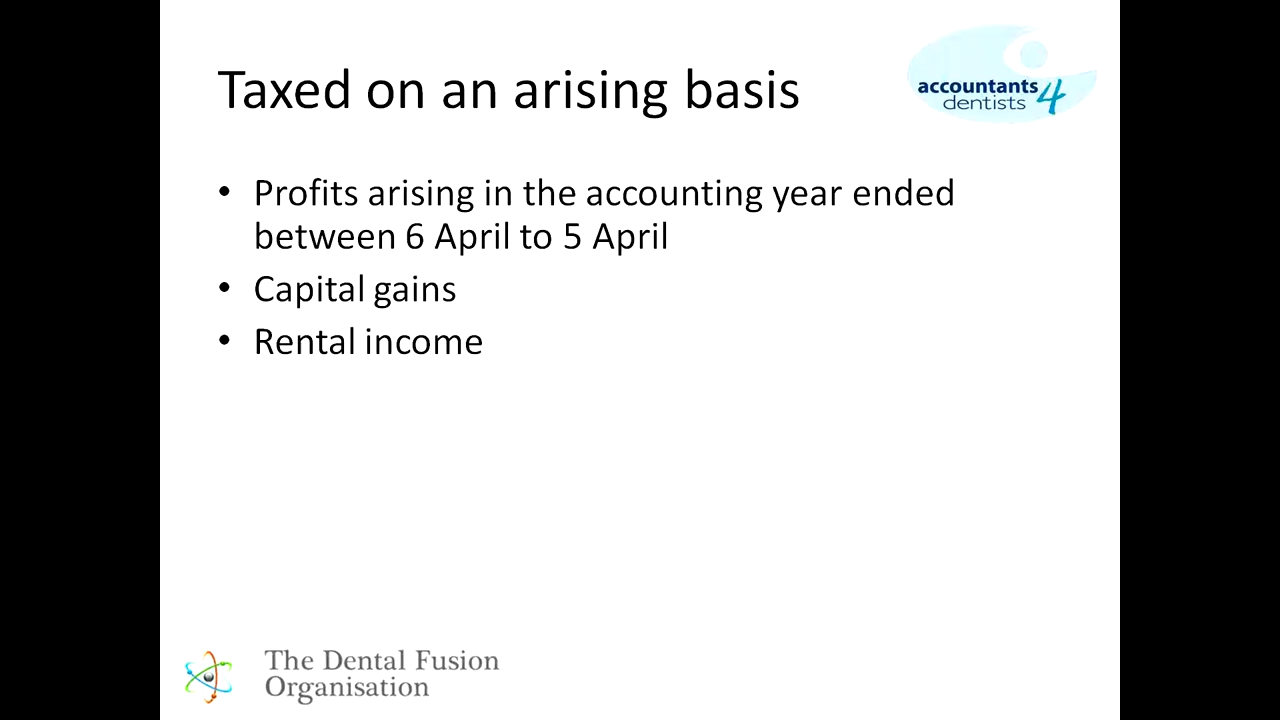 Taxed on an arising basis
accountants
dentists 4
• Profits arising in the accounting year ended
between 6 April to 5 April
• Capital gains
• Rental income
The Dental Fusion
Organisation